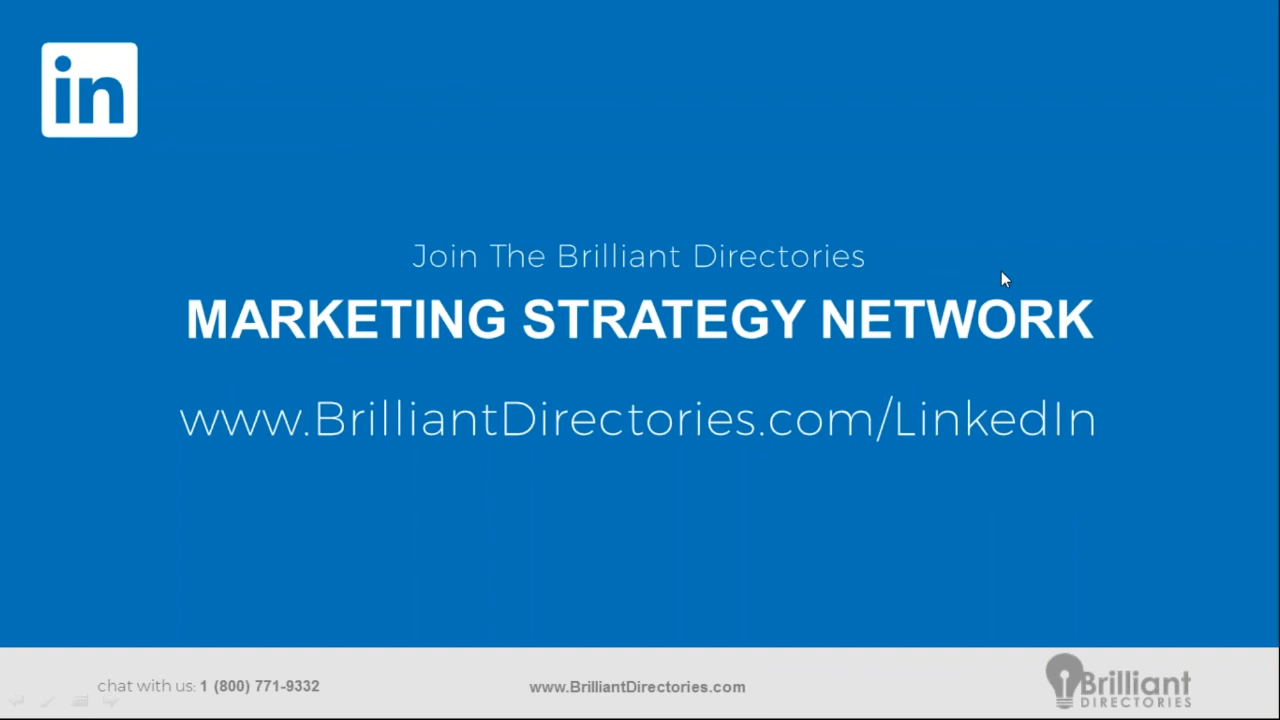 in
Join The Brilliant Directories
MARKETING STRATEGY NETWORK
www.BrilliantDirectories.com/LinkedIn
chat with us: 1 (800) 771-9332
www.BrilliantDirectories.com
Brilliant
DIRECTORIES